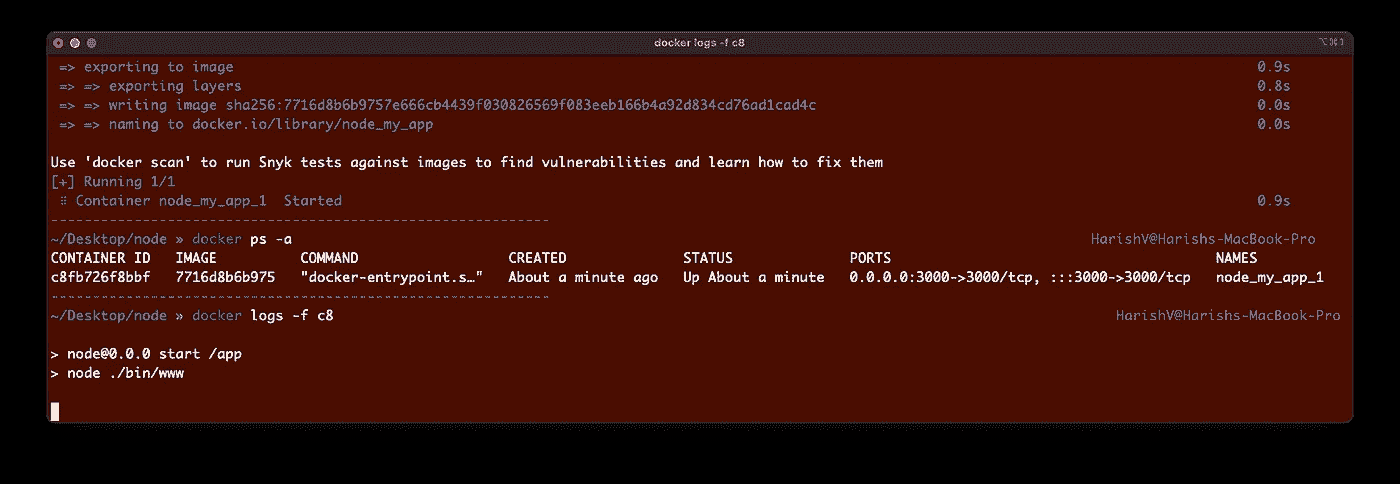 docker logs -f c8
=> exporting to image 0.9s
=> => exporting layers 0.8s
=> => writing image sha256:7716d8b6b9757e666cb4439f030826569f083eeb166b4a92d834cd76ad1cad4c 0.0s
=> => naming to docker.io/library/node_my_app 0.0s
Use 'docker scan' to run Snyk tests against images to find vulnerabilities and learn how to fix them
[+] Running 1/1
⠿ Container node_my_app_1 Started 0.9s
------------------------------------------------------------
~/Desktop/node » docker ps -a HarishV@Harishs-MacBook-Pro
CONTAINER ID IMAGE COMMAND CREATED STATUS PORTS NAMES
c8fb726f8bbf 7716d8b6b975 "docker-entrypoint.s…" About a minute ago Up About a minute 0.0.0.0:3000->3000/tcp, :::3000->3000/tcp node_my_app_1
------------------------------------------------------------
~/Desktop/node » docker logs -f c8 HarishV@Harishs-MacBook-Pro
> node@0.0.0 start /app
> node ./bin/www